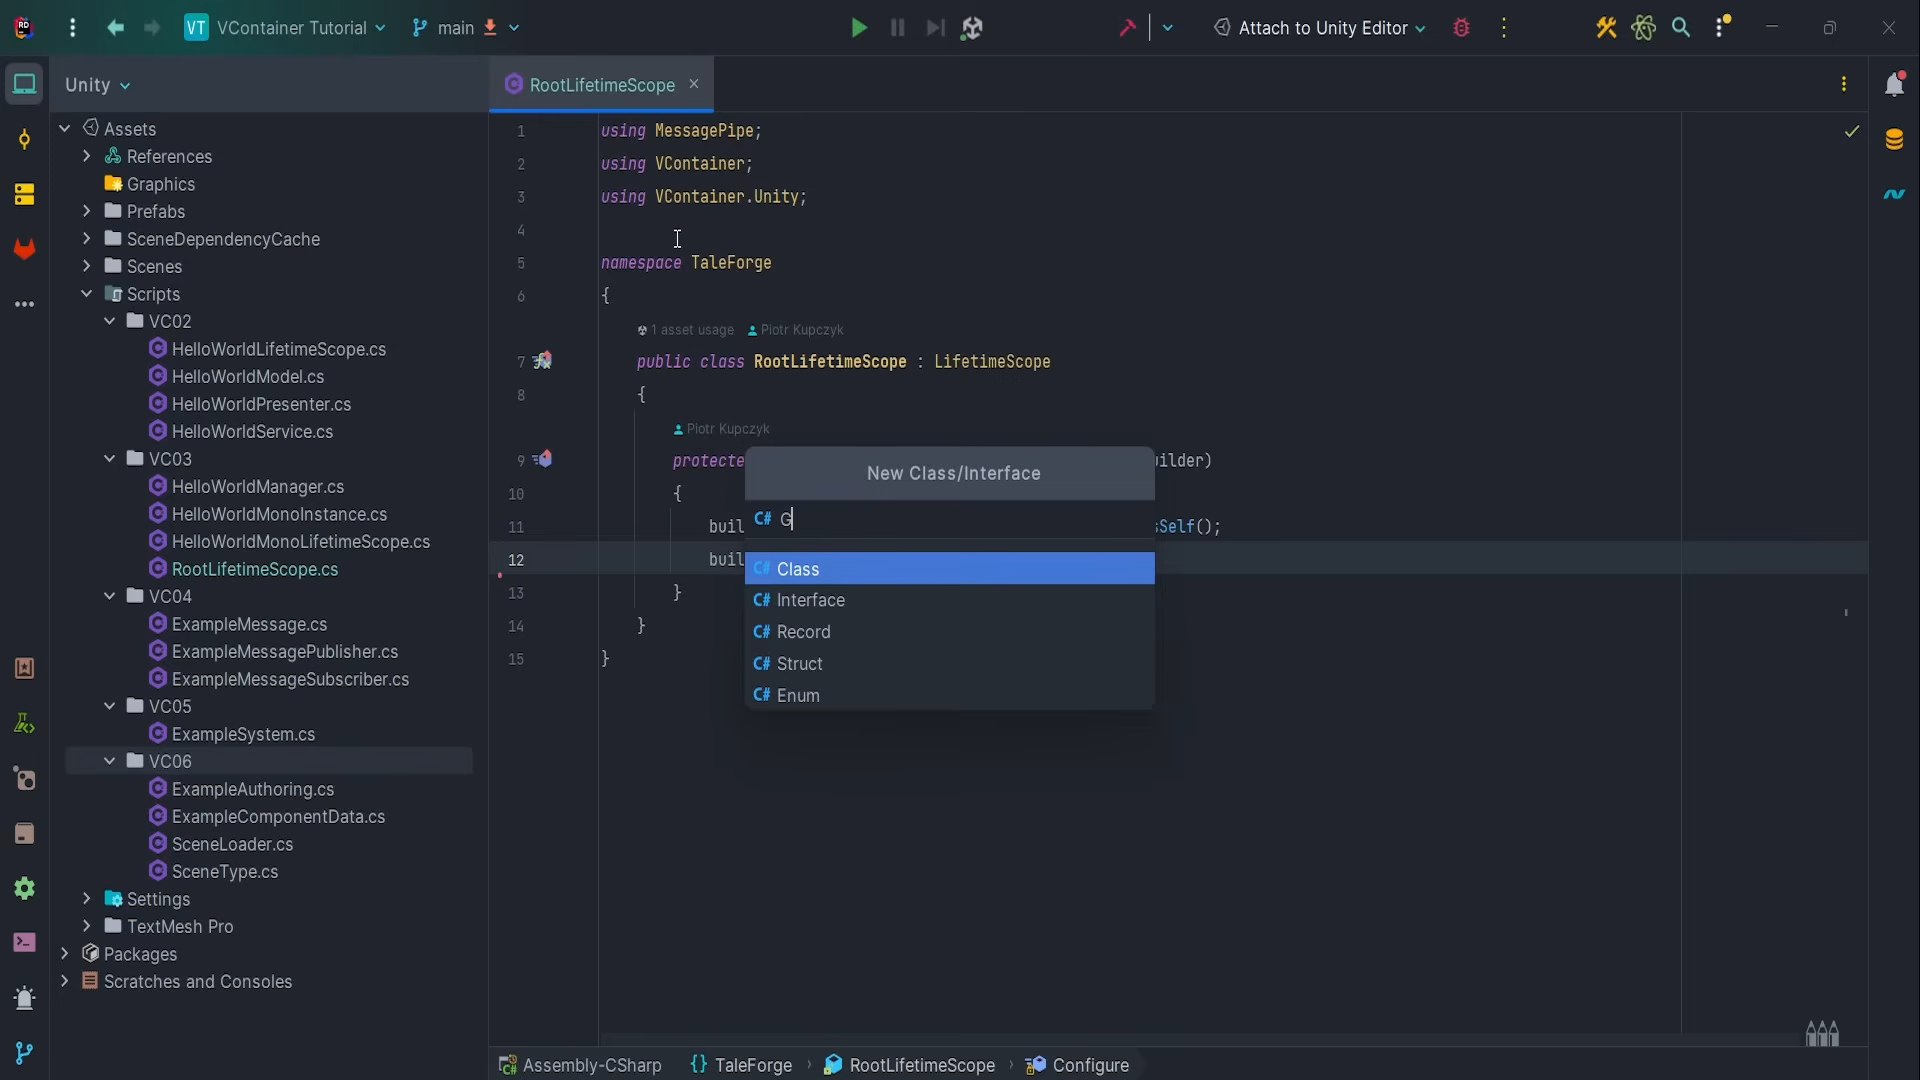 VT VContainer Tutorial main Attach to Unity Editor
Unity
RootLifetimeScope
Assets
References
Graphics
Prefabs
SceneDependencyCache
Scenes
Scripts
VC02
HelloWorldLifetimeScope.cs
HelloWorldModel.cs
HelloWorldPresenter.cs
HelloWorldService.cs
VC03
HelloWorldManager.cs
HelloWorldMonoInstance.cs
HelloWorldMonoLifetimeScope.cs
RootLifetimeScope.cs
VC04
ExampleMessage.cs
ExampleMessagePublisher.cs
ExampleMessageSubscriber.cs
VC05
ExampleSystem.cs
VC06
ExampleAuthoring.cs
ExampleComponentData.cs
SceneLoader.cs
SceneType.cs
Settings
TextMesh Pro
Packages
Scratches and Consoles
1 using MessagePipe;
2 using VContainer;
3 using VContainer.Unity;
4
5 namespace TaleForge
6 {
1 asset usage Piotr Kupczyk
7 public class RootLifetimeScope : LifetimeScope
8 {
Piotr Kupczyk
9 protecte uilder)
10 {
11 buil sSelf();
12 buil
13 }
14 }
15 }
New Class/Interface
C# G
C# Class
C# Interface
C# Record
C# Struct
C# Enum
Assembly-CSharp {} TaleForge RootLifetimeScope Configure